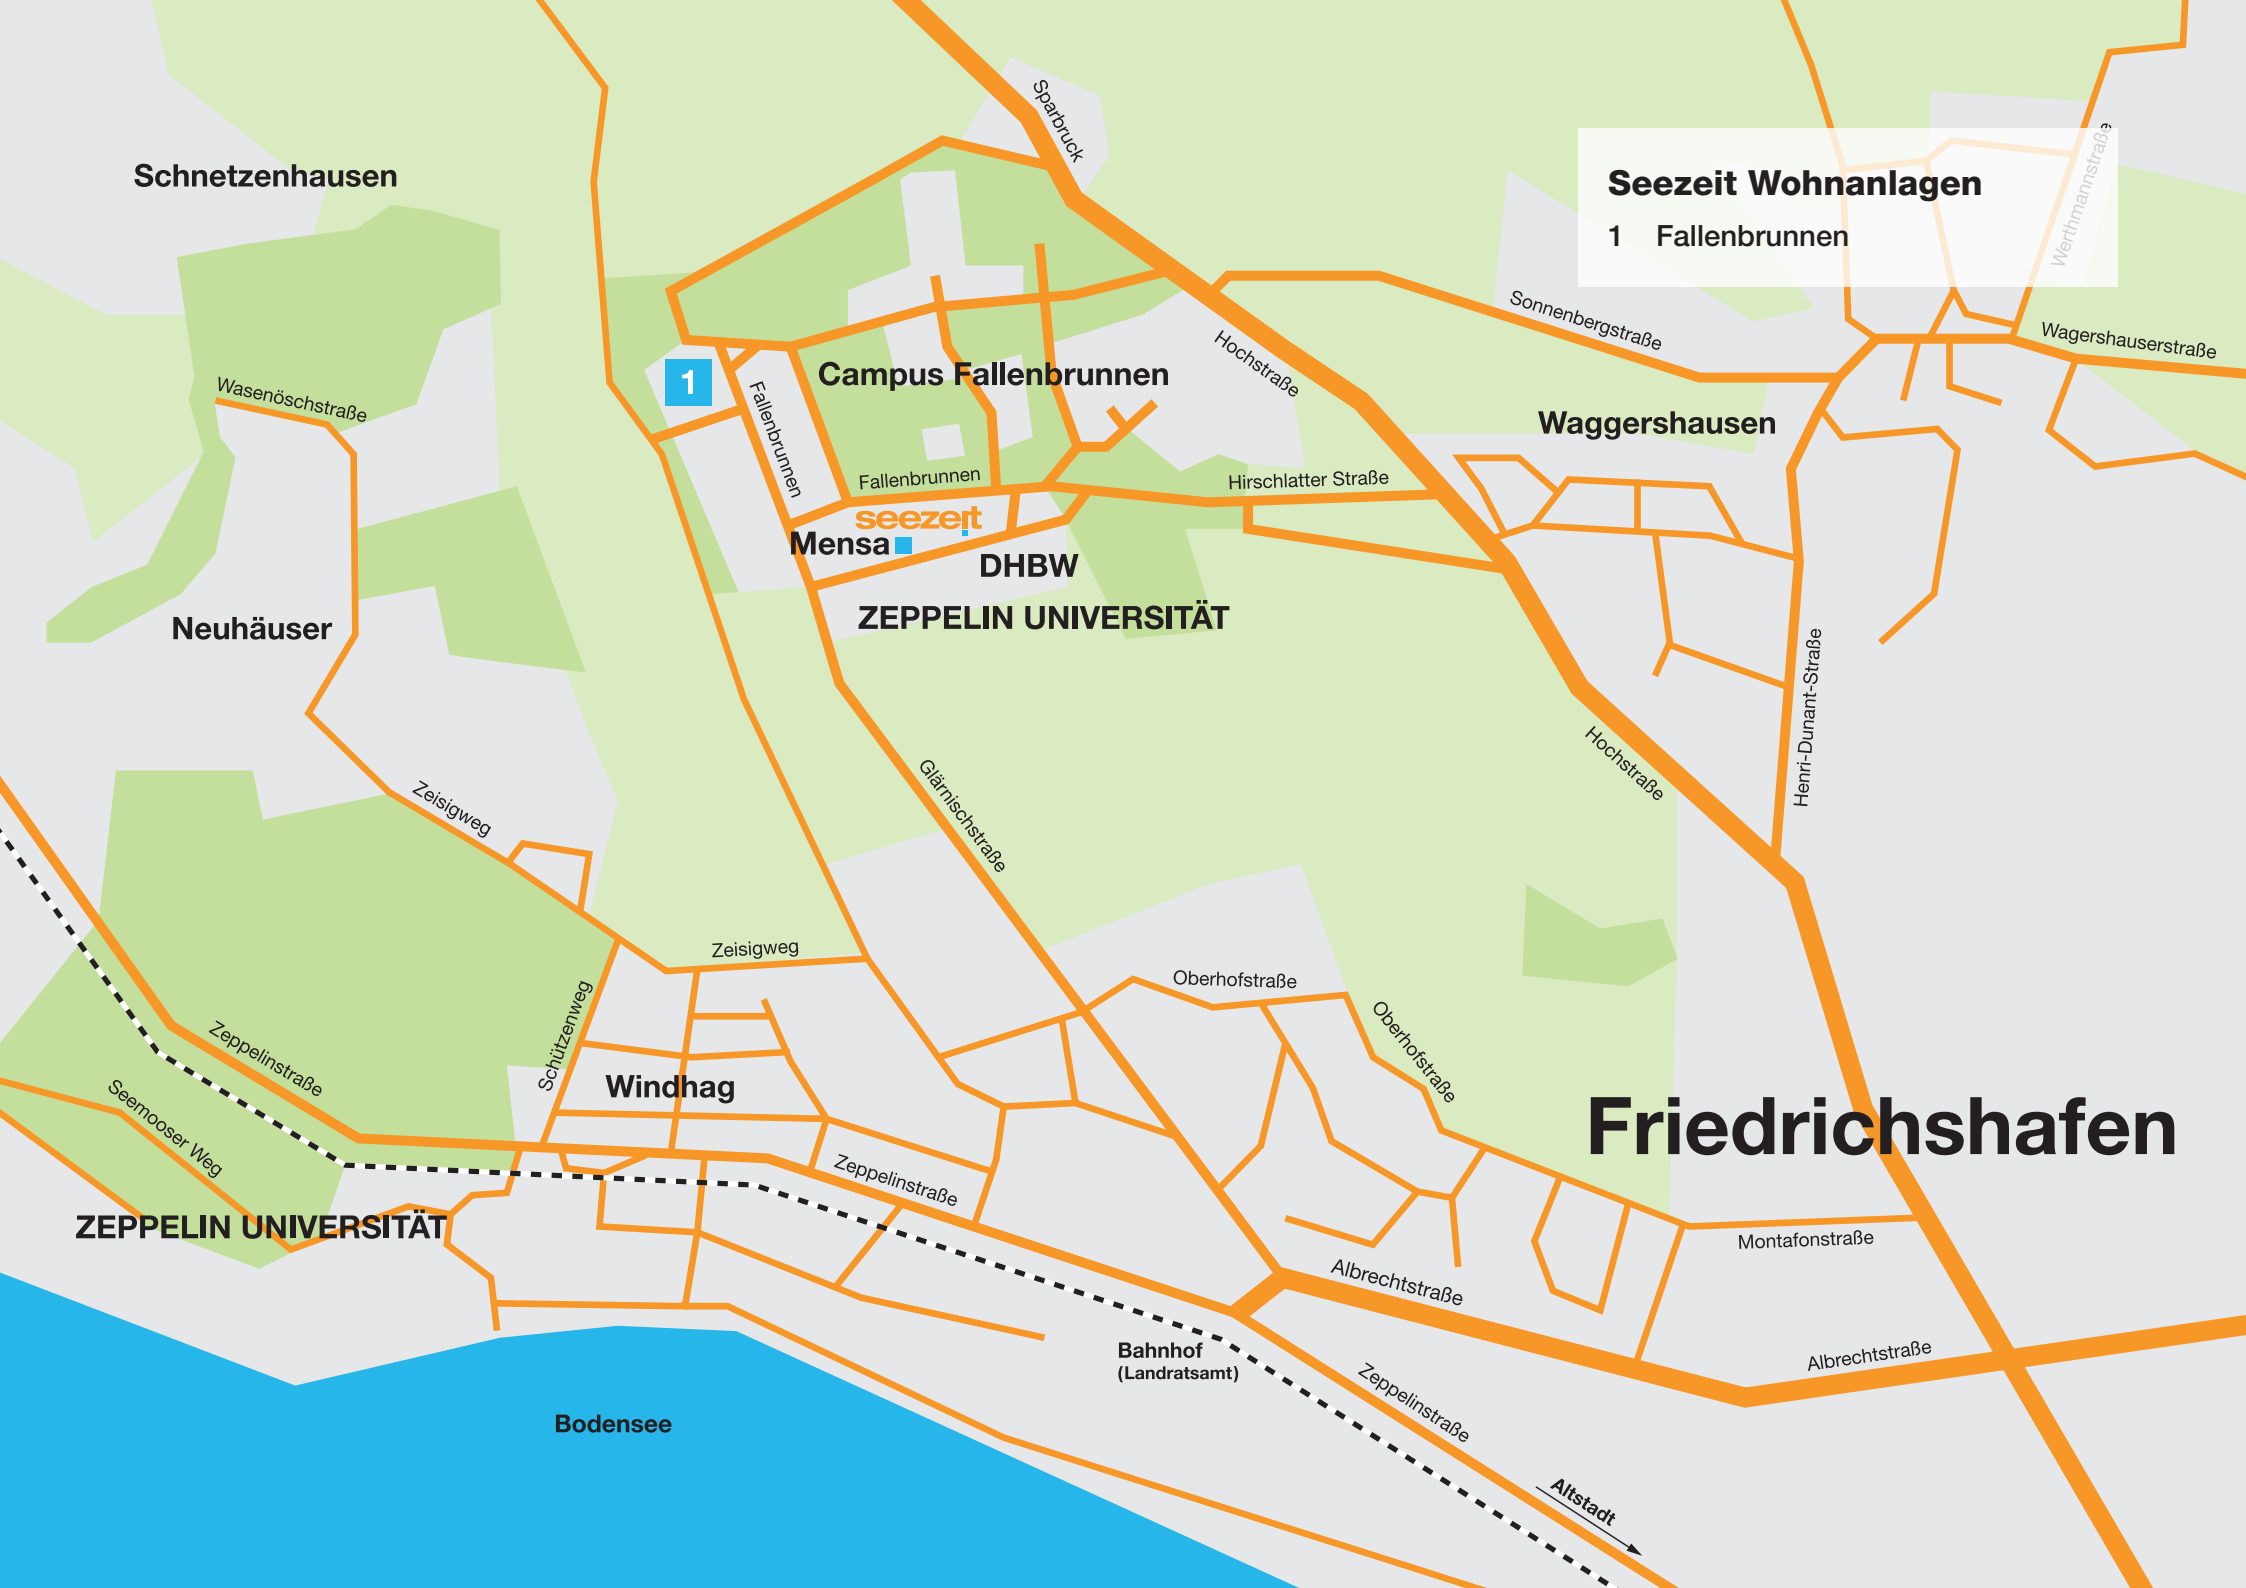 Sparbruck
Schnetzenhausen
Seezeit Wohnanlagen
1 Fallenbrunnen
Werthmannstraße
Sonnenbergstraße
Wagershauserstraße
Hochstraße
1
Campus Fallenbrunnen
Wasenöschstraße
Fallenbrunnen
Waggershausen
Fallenbrunnen
Hirschlatter Straße
seezeit
Mensa
DHBW
ZEPPELIN UNIVERSITÄT
Neuhäuser
Henri-Dunant-Straße
Hochstraße
Zeisigweg
Glärnischstraße
Zeisigweg
Oberhofstraße
Oberhofstraße
Schützenweg
Zeppelinstraße
Windhag
Seemooser Weg
Friedrichshafen
Zeppelinstraße
ZEPPELIN UNIVERSITÄT
Montafonstraße
Albrechtstraße
Bahnhof
(Landratsamt)
Albrechtstraße
Zeppelinstraße
Bodensee
Altstadt